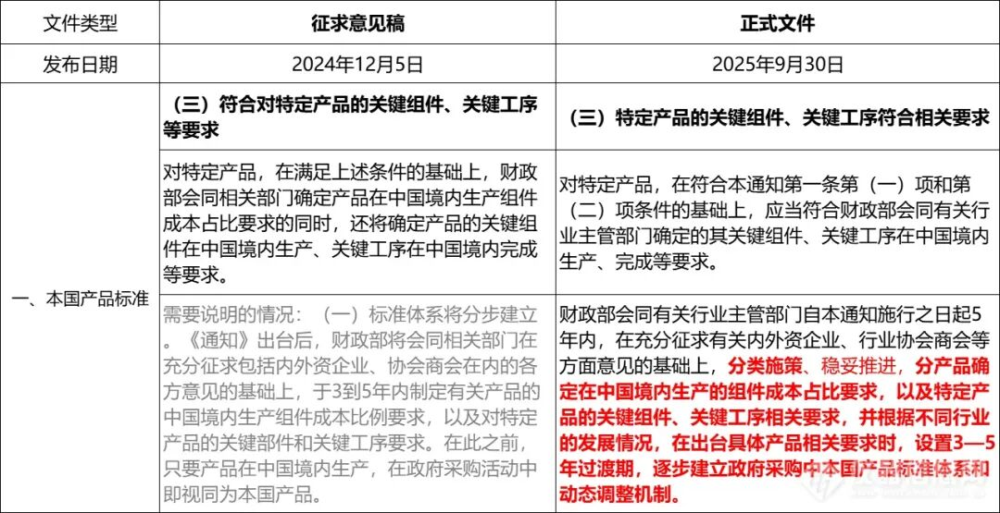 文件类型
征求意见稿
正式文件
发布日期
2024年12月5日
2025年9月30日
一、本国产品标准
（三）符合对特定产品的关键组件、关键工序
等要求
（三）特定产品的关键组件、关键工序符合相关要求
对特定产品，在满足上述条件的基础上，财政
部会同相关部门确定产品在中国境内生产组件
成本占比要求的同时，还将确定产品的关键组
件在中国境内生产、关键工序在中国境内完成
等要求。
对特定产品，在符合本通知第一条第（一）项和第
（二）项条件的基础上，应当符合财政部会同有关行
业主管部门确定的其关键组件、关键工序在中国境内
生产、完成等要求。
需要说明的情况：（一）标准体系将分步建立
。《通知》出台后，财政部将会同相关部门在
充分征求包括内外资企业、协会商会在内的各
方意见的基础上，于3到5年内制定有关产品的
中国境内生产组件成本比例要求，以及对特定
产品的关键部件和关键工序要求。在此之前，
只要产品在中国境内生产，在政府采购活动中
即视同为本国产品。
财政部会同有关行业主管部门自本通知施行之日起5
年内，在充分征求有关内外资企业、行业协会商会等
方面意见的基础上，分类施策、稳妥推进，分产品确
定在中国境内生产的组件成本占比要求，以及特定产
品的关键组件、关键工序相关要求，并根据不同行业
的发展情况，在出台具体产品相关要求时，设置3—5
年过渡期，逐步建立政府采购中本国产品标准体系和
动态调整机制。